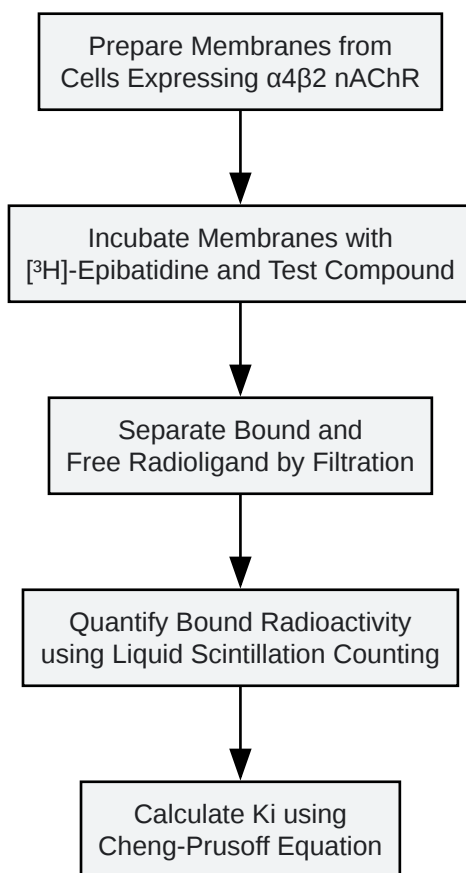 Prepare Membranes from
Cells Expressing α4β2 nAChR
Incubate Membranes with
[³H]-Epibatidine and Test Compound
Separate Bound and
Free Radioligand by Filtration
Quantify Bound Radioactivity
using Liquid Scintillation Counting
Calculate Ki using
Cheng-Prusoff Equation